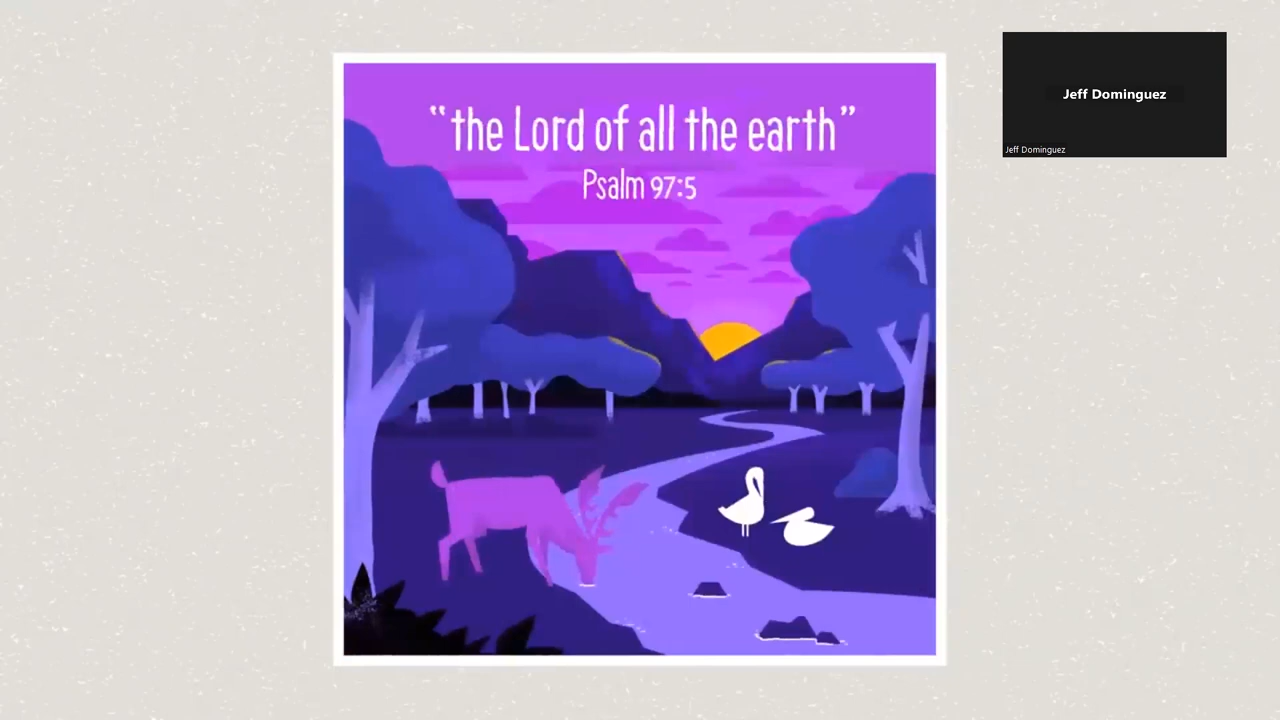 “the Lord of all the earth”
Psalm 97:5
Jeff Dominguez
Jeff Dominguez